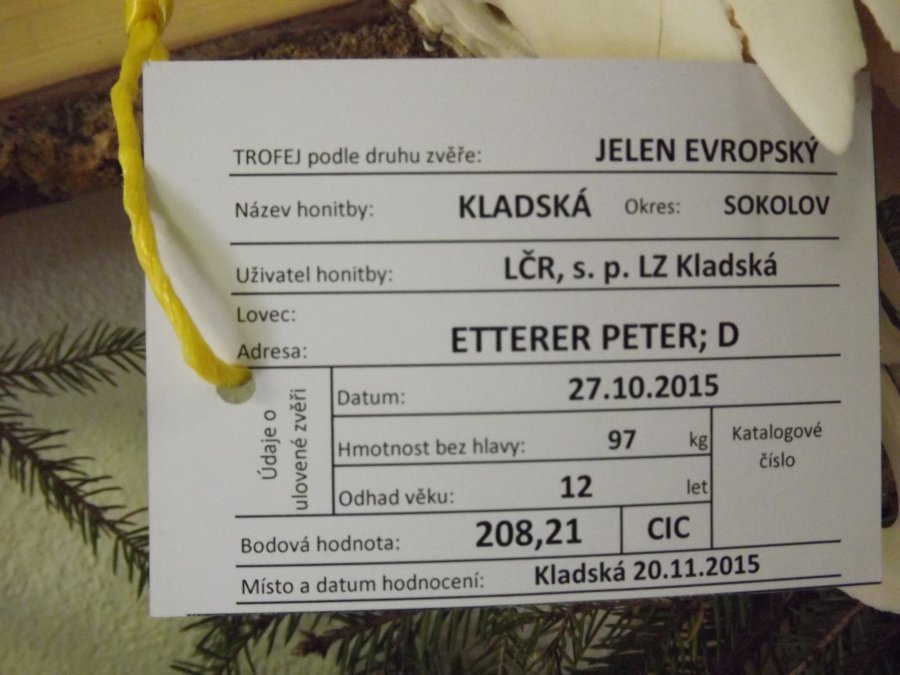 TROFEJ podle druhu zvěře: JELEN EVROPSKÝ
Název honitby: KLADSKÁ Okres: SOKOLOV
Uživatel honitby: LČR, s. p. LZ Kladská
Lovec:
Adresa: ETTERER PETER; D
Údaje o
ulovené zvěři
Datum: 27.10.2015
Hmotnost bez hlavy: 97 kg
Odhad věku: 12 let
Katalogové
číslo
Bodová hodnota: 208,21 CIC
Místo a datum hodnocení: Kladská 20.11.2015